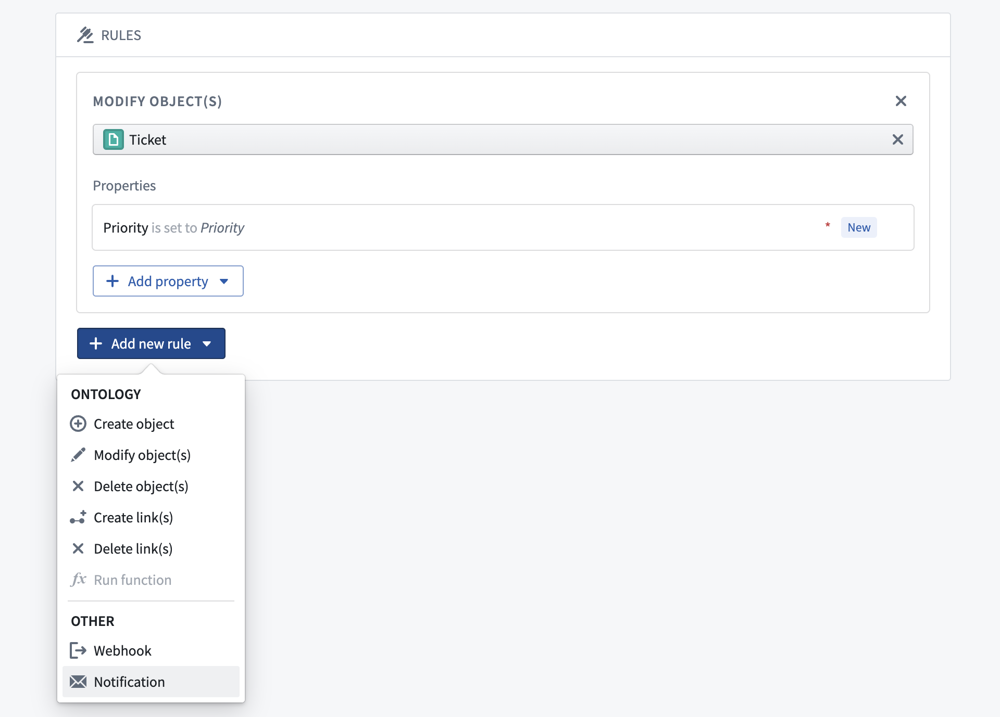 RULES
MODIFY OBJECT(S)
Ticket
Properties
Priority is set to Priority * New
Add property
Add new rule
ONTOLOGY
Create object
Modify object(s)
Delete object(s)
Create link(s)
Delete link(s)
fx Run function
OTHER
Webhook
Notification